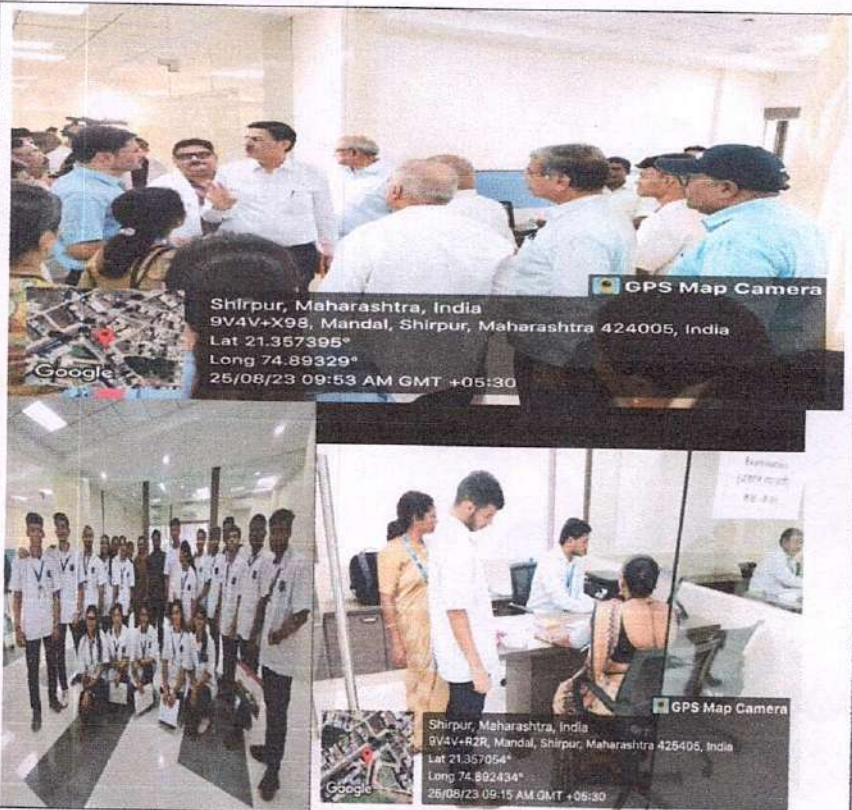 GPS Map Camera
Shirpur, Maharashtra, India
9V4V+X98, Mandal, Shirpur, Maharashtra 424005, India
Lat 21.357395°
Long 74.89329°
25/08/23 09:53 AM GMT +05:30
Google
Examination
GPS Map Camera
Shirpur, Maharashtra, India
9V4V+R2R, Mandal, Shirpur, Maharashtra 425405, India
Lat 21.357054°
Long 74.892434°
25/08/23 09:15 AM GMT +05:30
Google